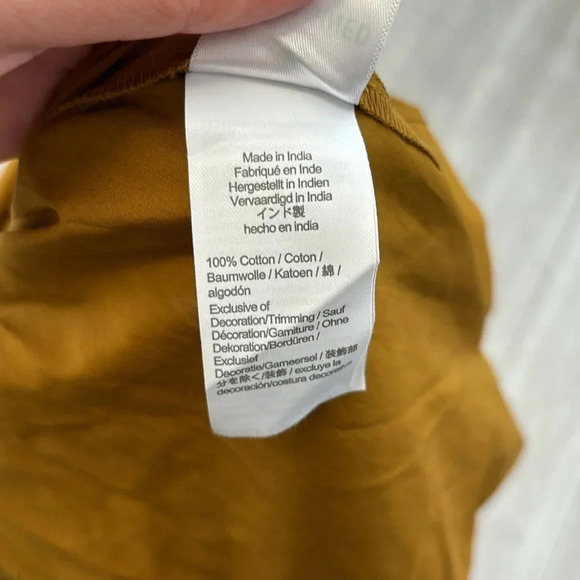 Made in India
Fabriqué en Inde
Hergestellt in Indien
Vervaardigd in India
インド製
hecho en india
100% Cotton / Coton /
Baumwolle / Katoen / 綿 /
algodón
Exclusive of
Decoration/Trimming / Sauf
Décoration/Garniture / Ohne
Dekoration/Bordüren /
Exclusief
Decoratie/Garneersel / 装飾部
分を除く/装飾 / excluye la
decoración/costura